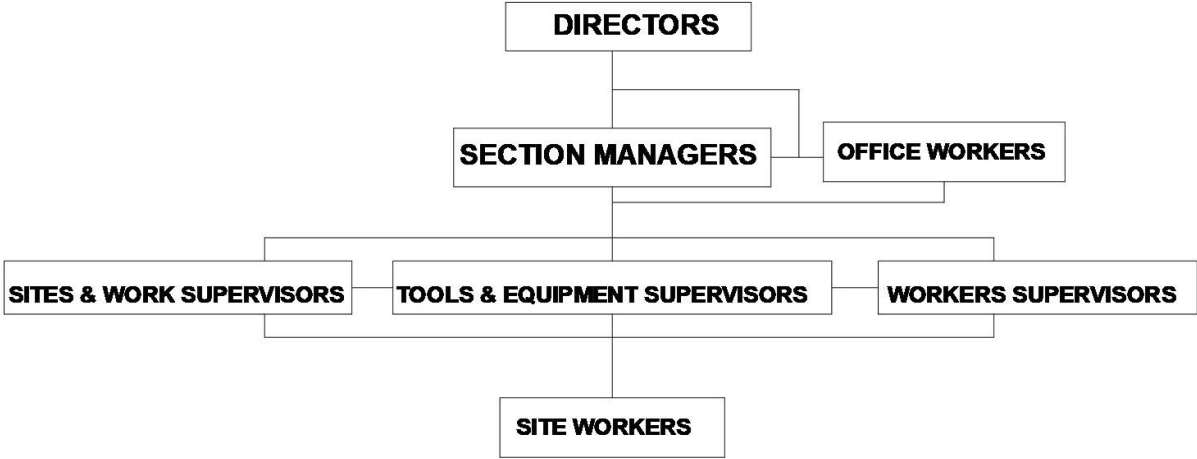 DIRECTORS
SECTION MANAGERS
OFFICE WORKERS
SITES & WORK SUPERVISORS
TOOLS & EQUIPMENT SUPERVISORS
WORKERS SUPERVISORS
SITE WORKERS